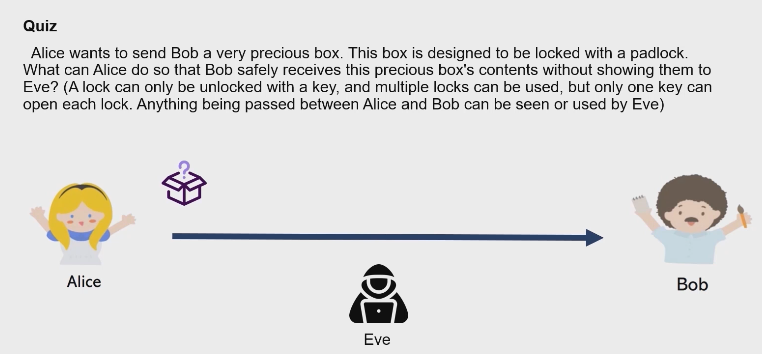 Quiz
Alice wants to send Bob a very precious box. This box is designed to be locked with a padlock.
What can Alice do so that Bob safely receives this precious box's contents without showing them to
Eve? (A lock can only be unlocked with a key, and multiple locks can be used, but only one key can
open each lock. Anything being passed between Alice and Bob can be seen or used by Eve)
?
Alice
Bob
Eve